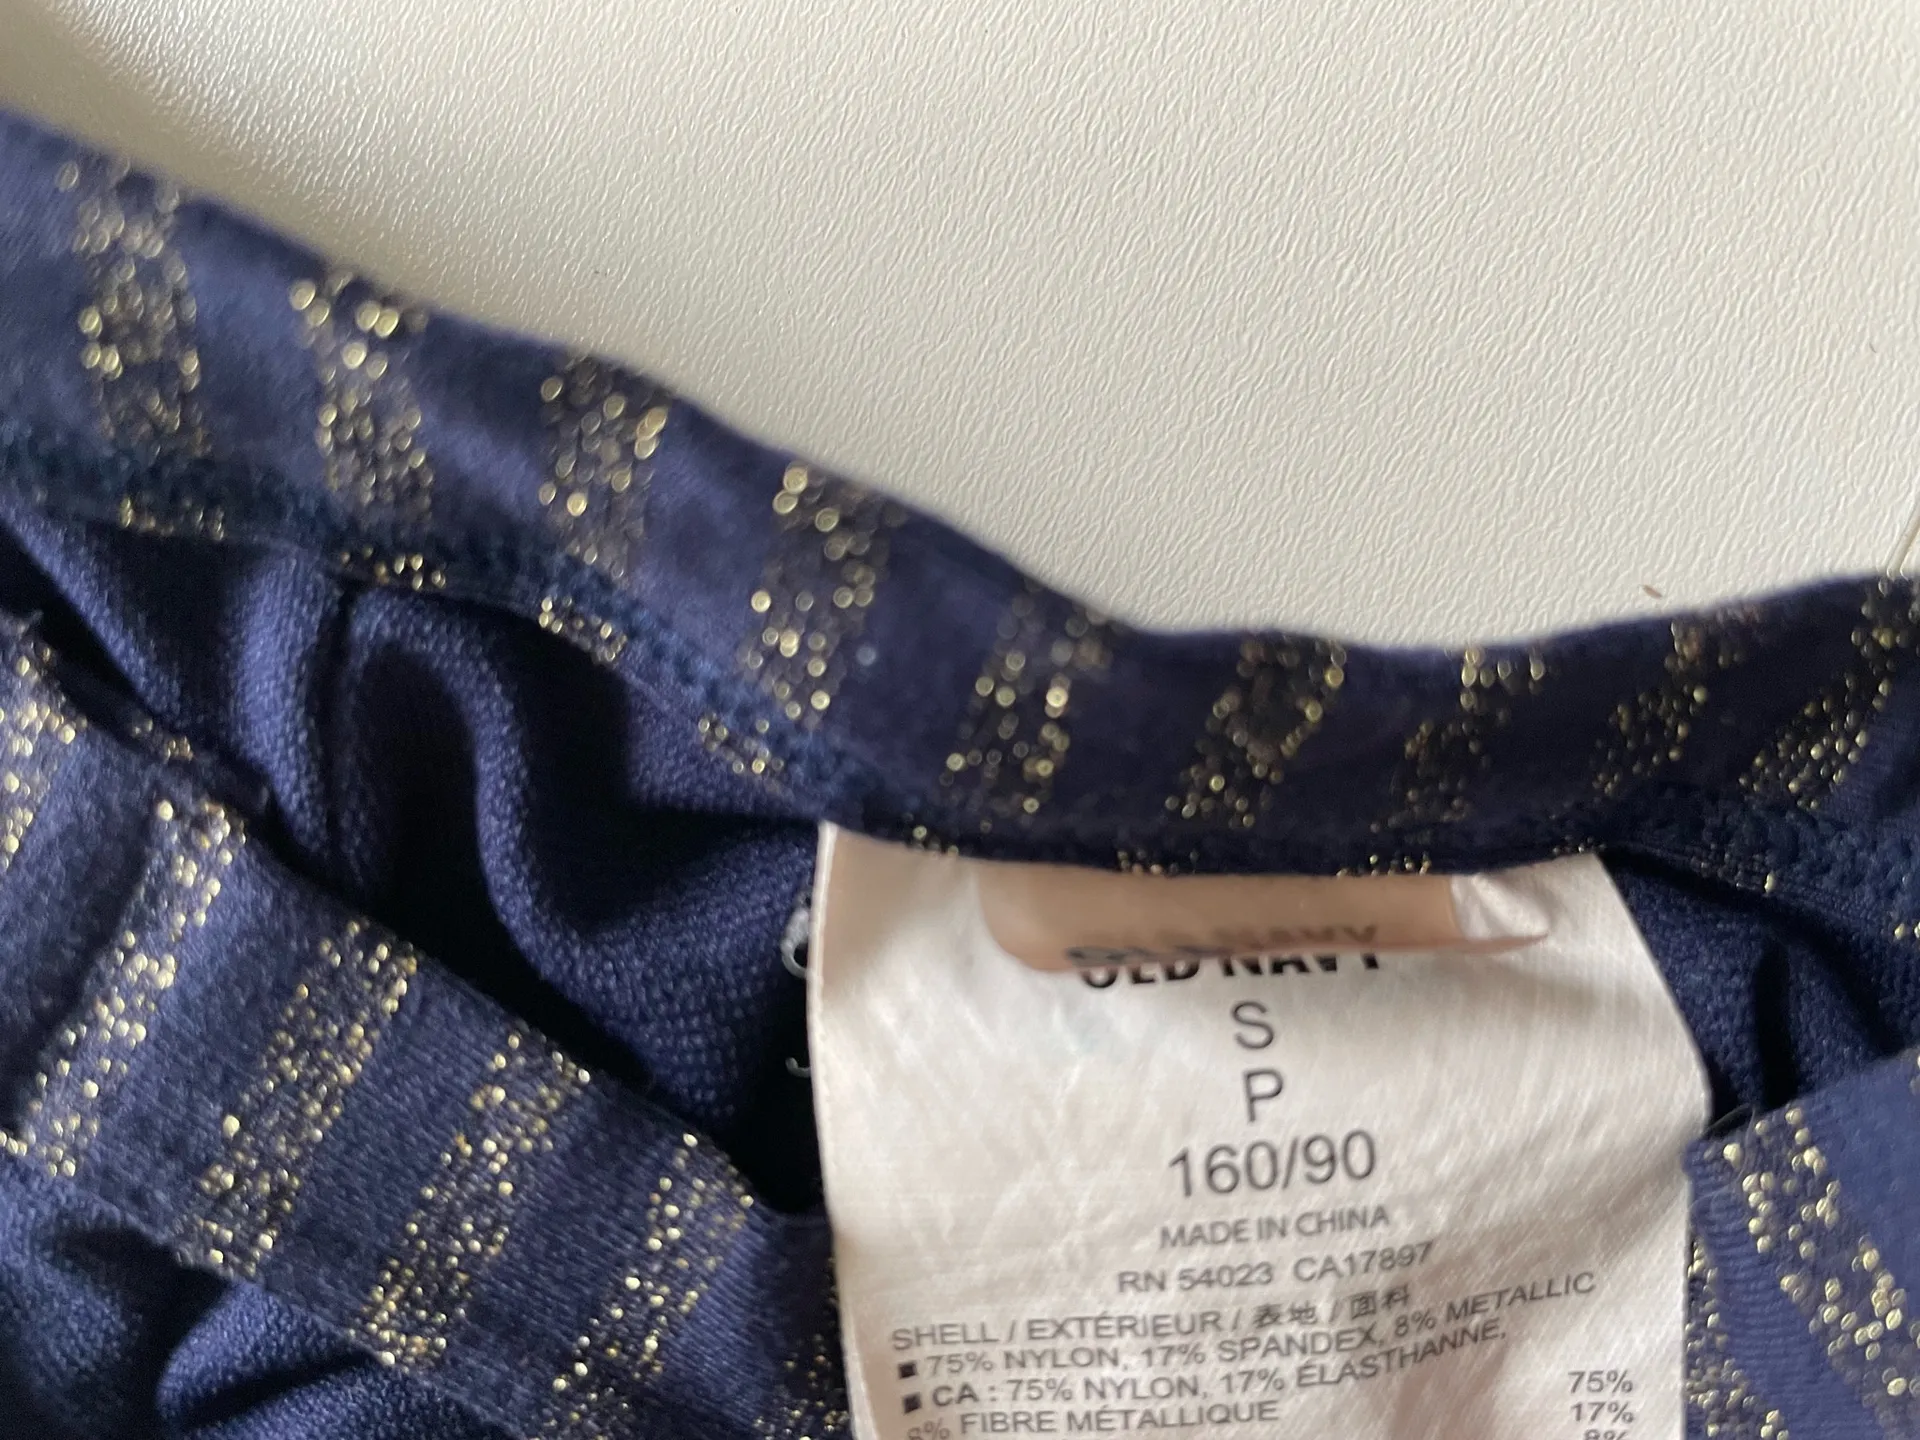 OLD NAVY
S
P
160/90
MADE IN CHINA
RN 54023 CA17897
SHELL / EXTÉRIEUR / 表地 / 面料
■ 75% NYLON, 17% SPANDEX, 8% METALLIC
■ CA : 75% NYLON, 17% ÉLASTHANNE,
8% FIBRE MÉTALLIQUE
75%
17%
8%